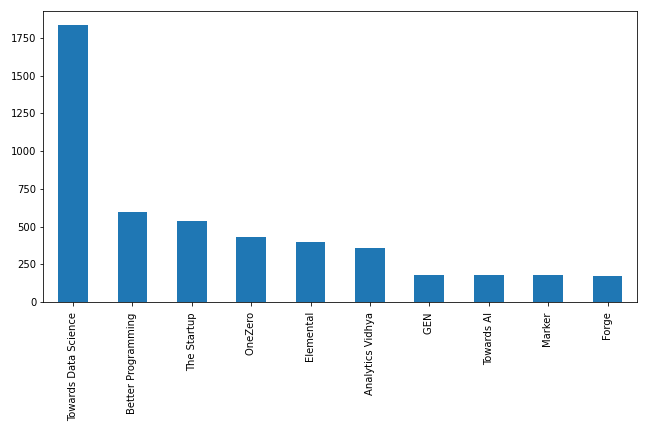 1750
1500
1250
1000
750
500
250
0
Towards Data Science
Better Programming
The Startup
OneZero
Elemental
Analytics Vidhya
GEN
Towards AI
Marker
Forge